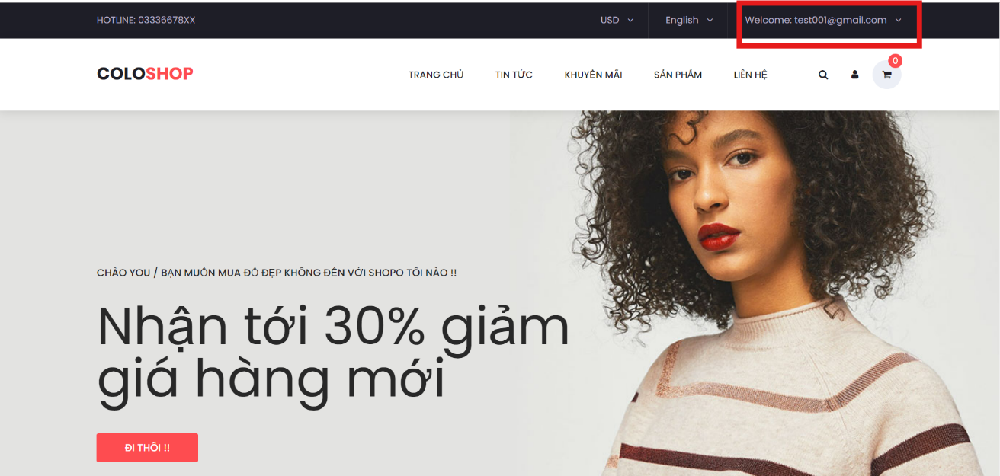 HOTLINE: 03336678XX
USD
English
Welcome: test001@gmail.com
COLOSHOP
TRANG CHỦ
TIN TỨC
KHUYẾN MÃI
SẢN PHẨM
LIÊN HỆ
0
CHÀO YOU / BẠN MUỐN MUA ĐỒ ĐẸP KHÔNG ĐẾN VỚI SHOPO TÔI NÀO !!
Nhận tới 30% giảm
giá hàng mới
ĐI THÔI !!